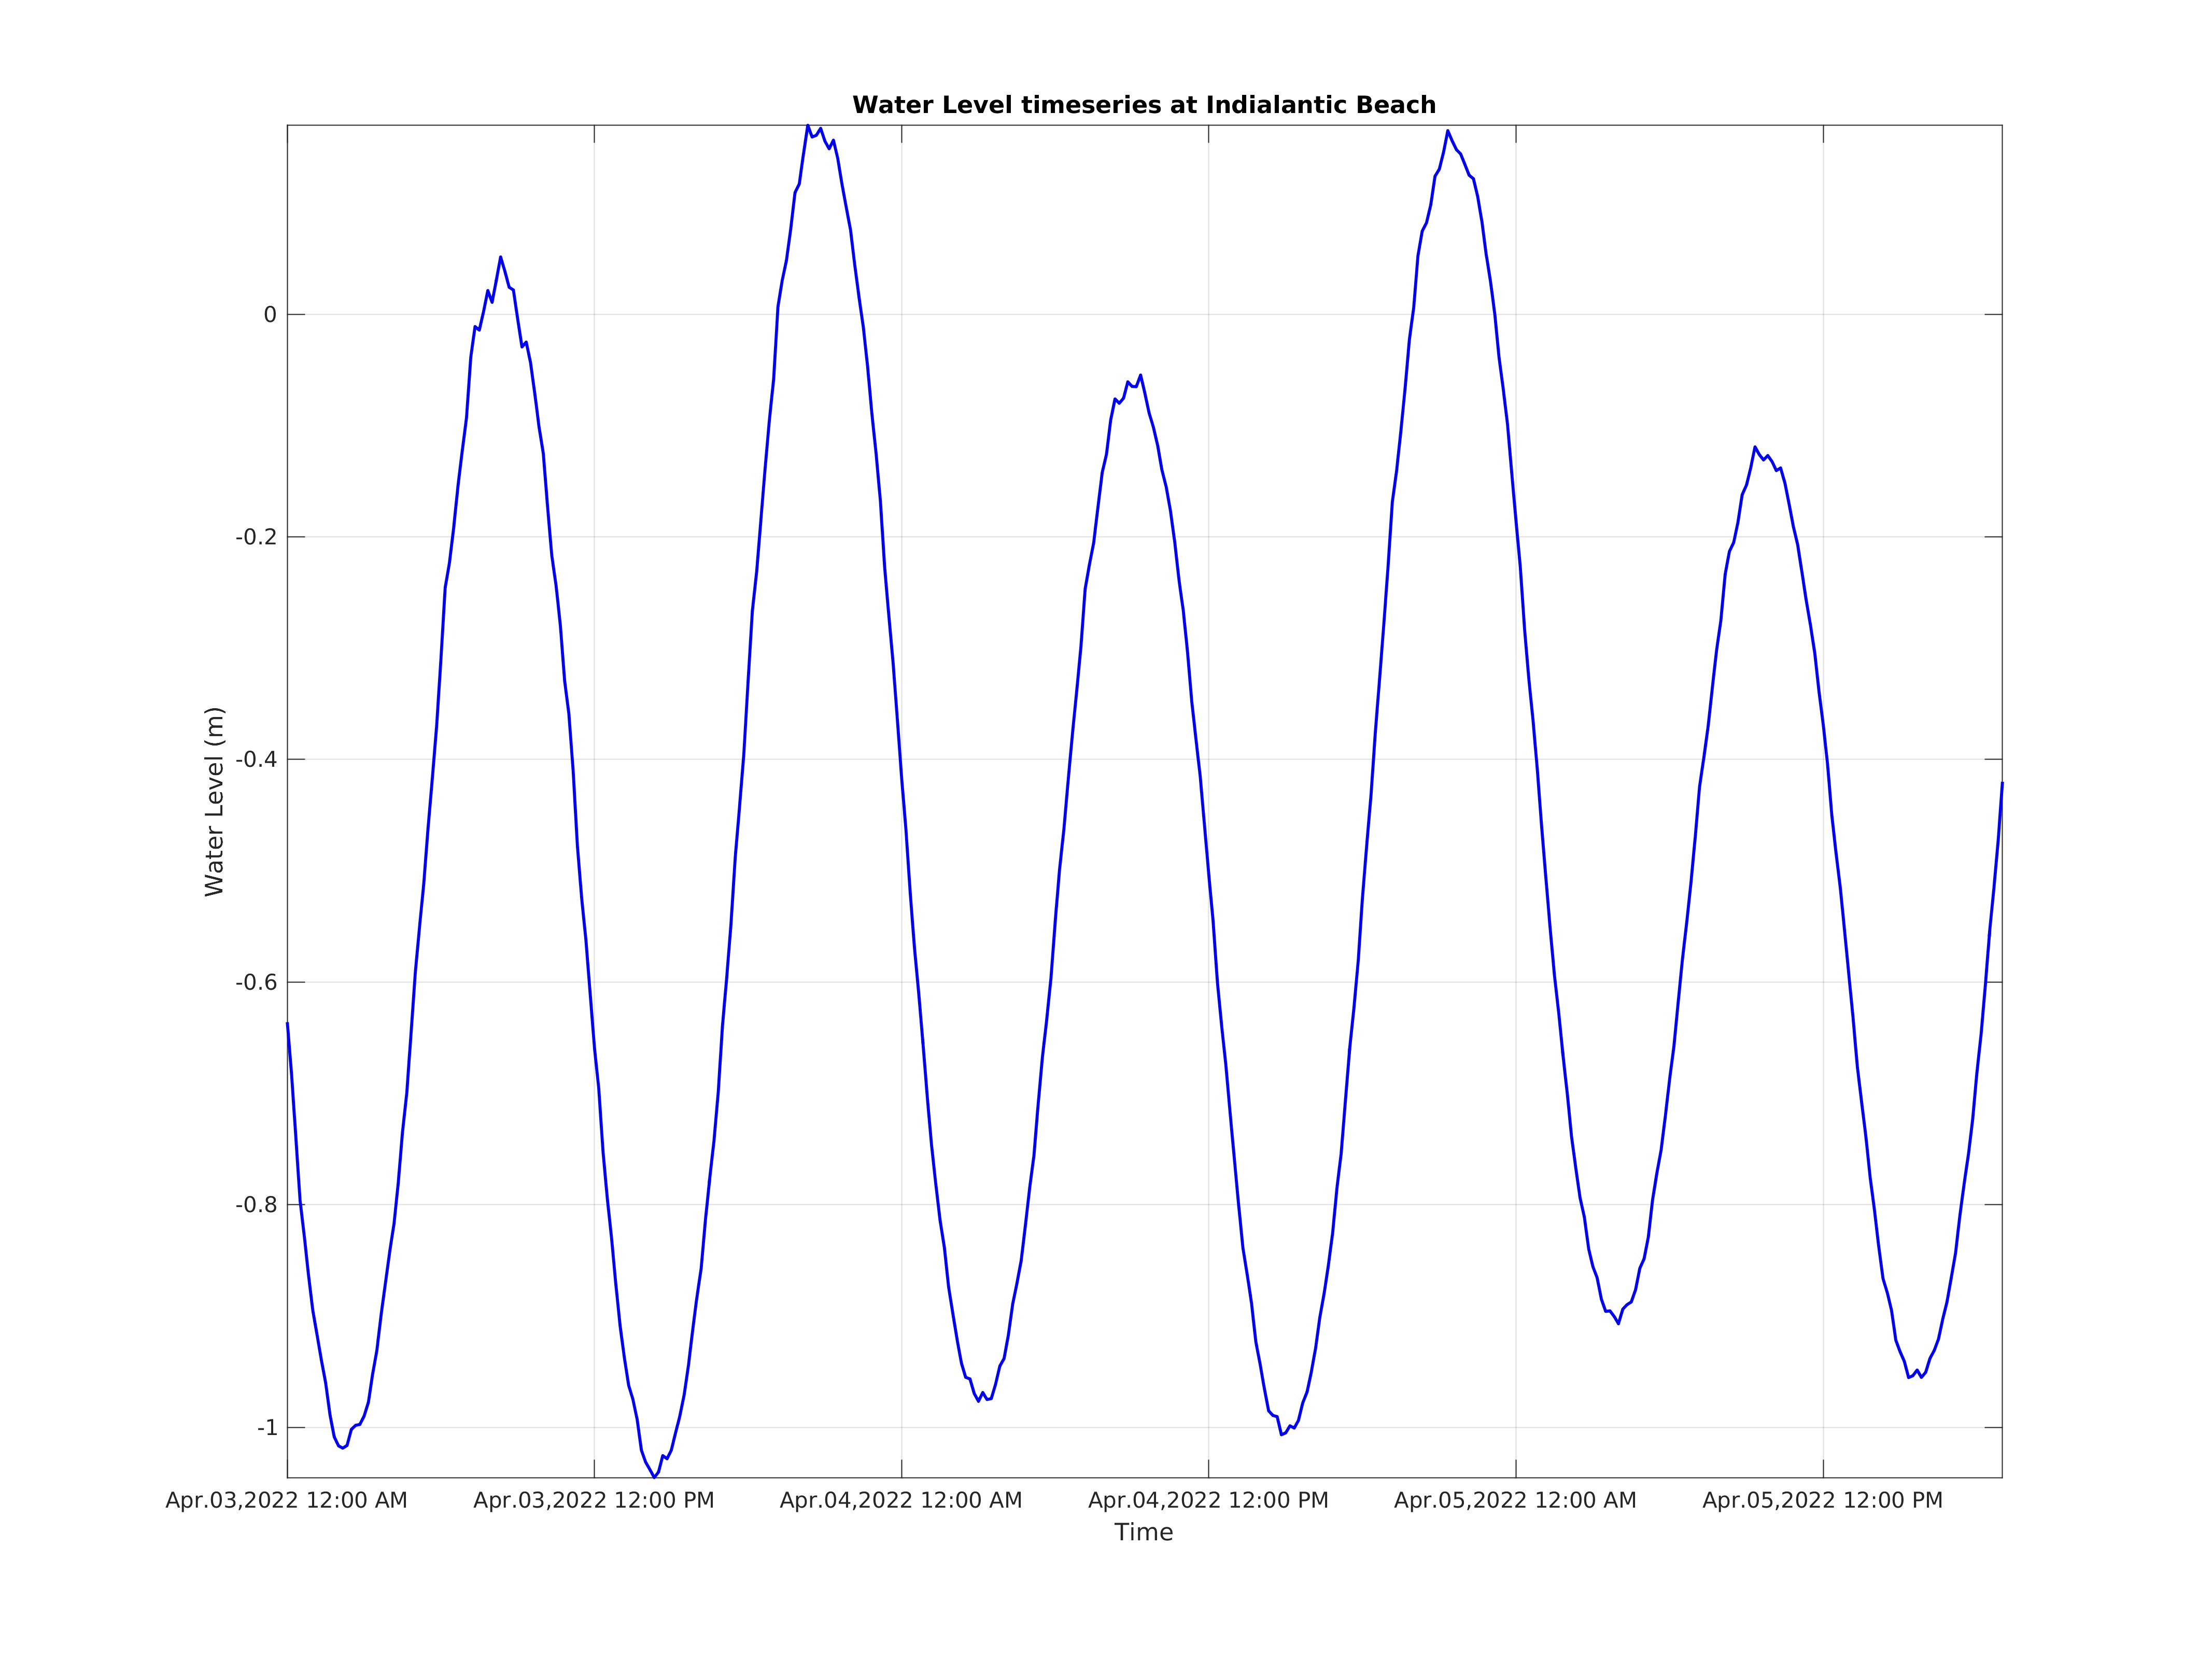 Water Level timeseries at Indialantic Beach
0
-0.2
-0.4
-0.6
-0.8
-1
Water Level (m)
Apr.03,2022 12:00 AM Apr.03,2022 12:00 PM Apr.04,2022 12:00 AM Apr.04,2022 12:00 PM Apr.05,2022 12:00 AM Apr.05,2022 12:00 PM
Time